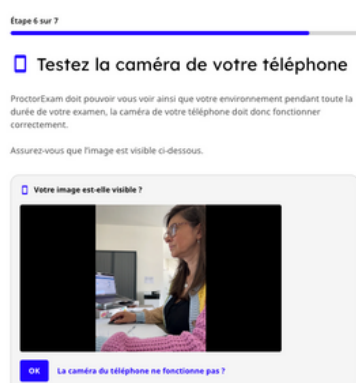 Étape 6 sur 7
Testez la caméra de votre téléphone
ProctorExam doit pouvoir vous voir ainsi que votre environnement pendant toute la
durée de votre examen, la caméra de votre téléphone doit donc fonctionner
correctement.
Assurez-vous que l'image est visible ci-dessous.
Votre image est-elle visible ?
OK La caméra du téléphone ne fonctionne pas ?